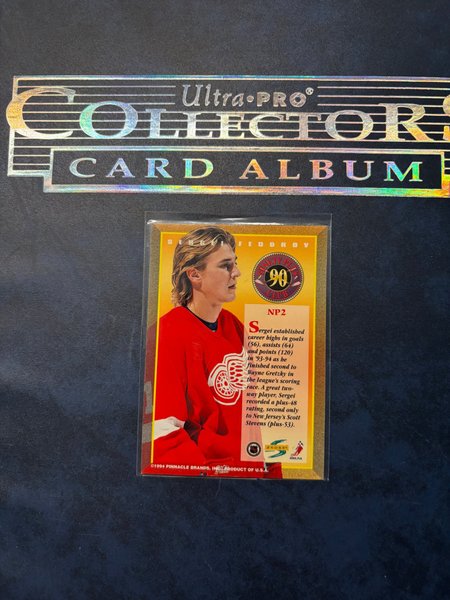 Ultra·PRO®
COLLECTORS
CARD ALBUM
SERGEI FEDOROV
90
NP2
Sergei established
career highs in goals
(56), assists (64)
and points (120)
in '93-94 as he
finished second to
Wayne Gretzky in
the league's scoring
race. A great two-
way player, Sergei
recorded a plus-48
rating, second only
to New Jersey's Scott
Stevens (plus-53).
SCORE
NHLPA
©1994 PINNACLE BRANDS, INC. PRODUCT OF U.S.A.